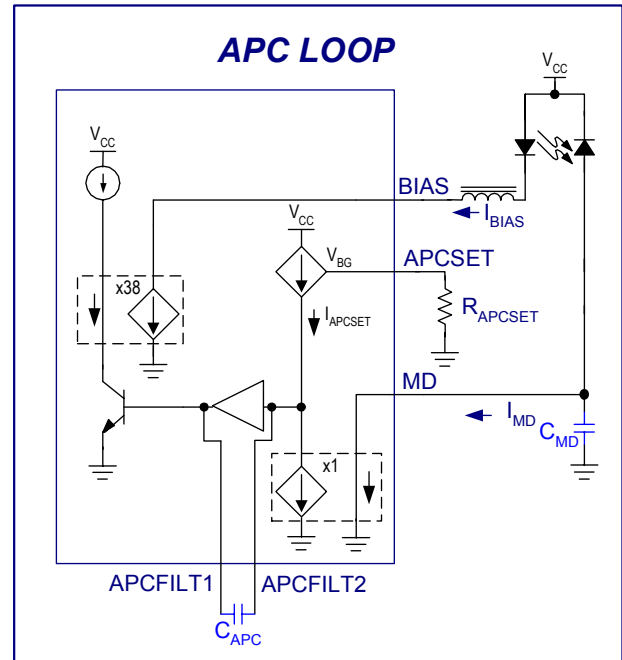 APC LOOP
VCC
VCC
BIAS
IBIAS
VCC
VBG
APCSET
x38
IAPCSET
RAPCSET
MD
IMD
CMD
x1
APCFILT1 APCFILT2
CAPC